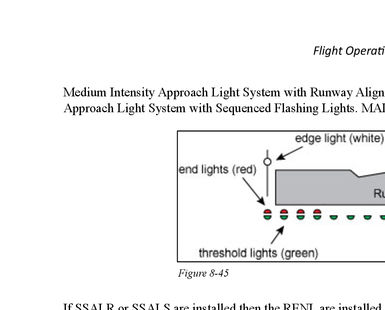 Flight Operati
Medium Intensity Approach Light System with Runway Align
Approach Light System with Sequenced Flashing Lights. MAL
edge light (white)
end lights (red)
Ru
threshold lights (green)
Figure 8-45
If SSALR or SSALS are installed then the RENL are installed